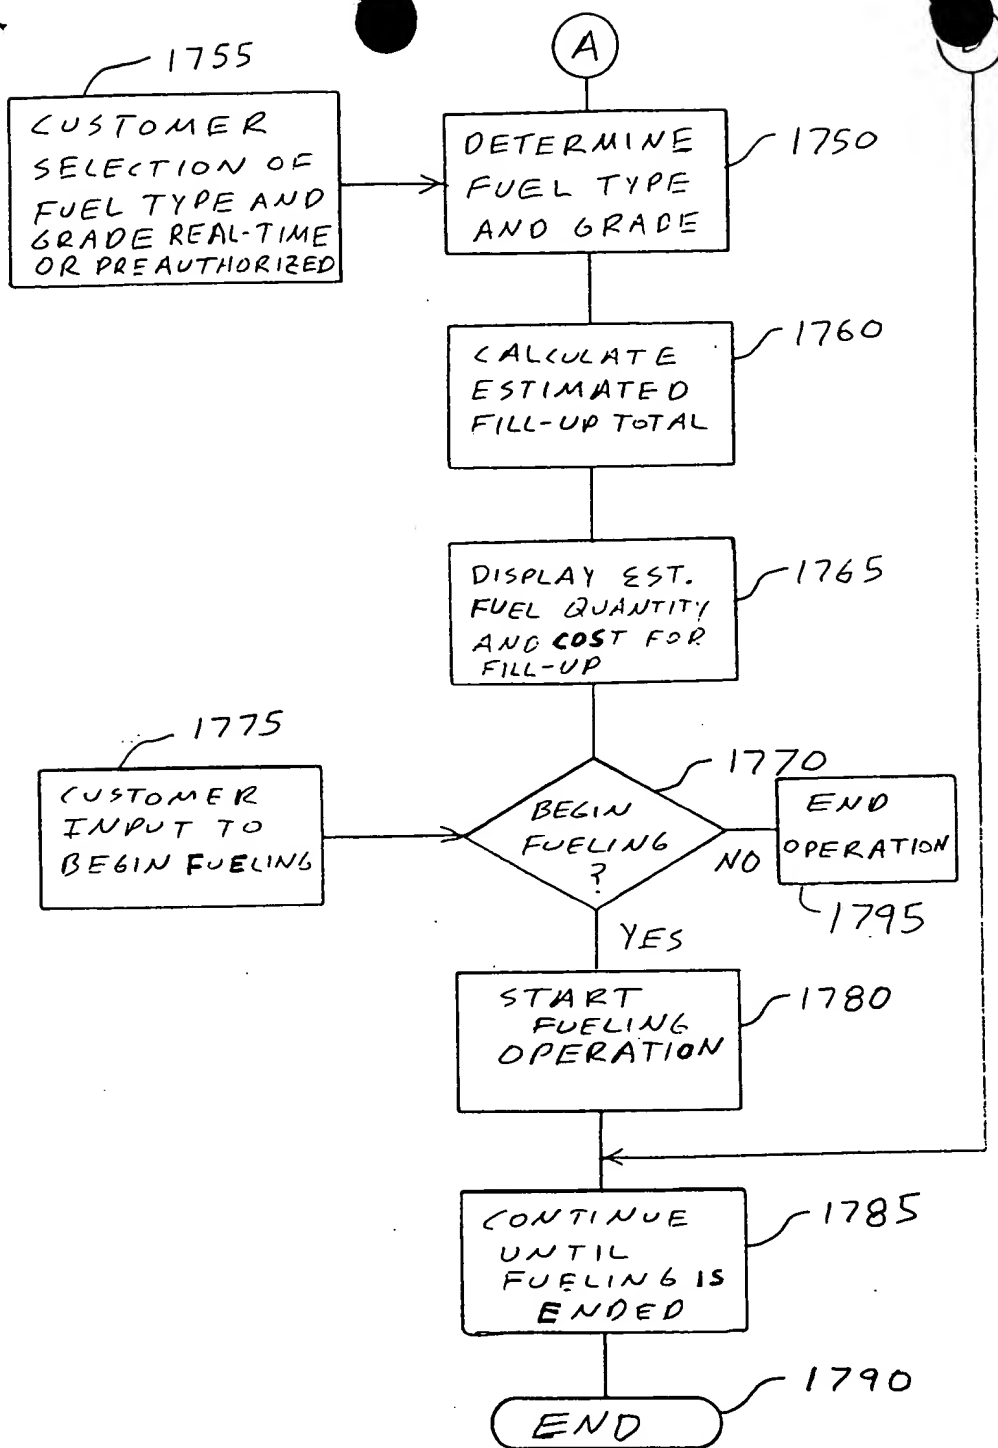 A
1755
CUSTOMER
SELECTION OF
FUEL TYPE AND
GRADE REAL-TIME
OR PREAUTHORIZED
DETERMINE
FUEL TYPE
AND GRADE
1750
CALCULATE
ESTIMATED
FILL-UP TOTAL
1760
DISPLAY EST.
FUEL QUANTITY
AND COST FOR
FILL-UP
1765
1775
CUSTOMER
INPUT TO
BEGIN FUELING
1770
BEGIN
FUELING
?
NO
END
OPERATION
1795
YES
START
FUELING
OPERATION
1780
CONTINUE
UNTIL
FUELING IS
ENDED
1785
END
1790